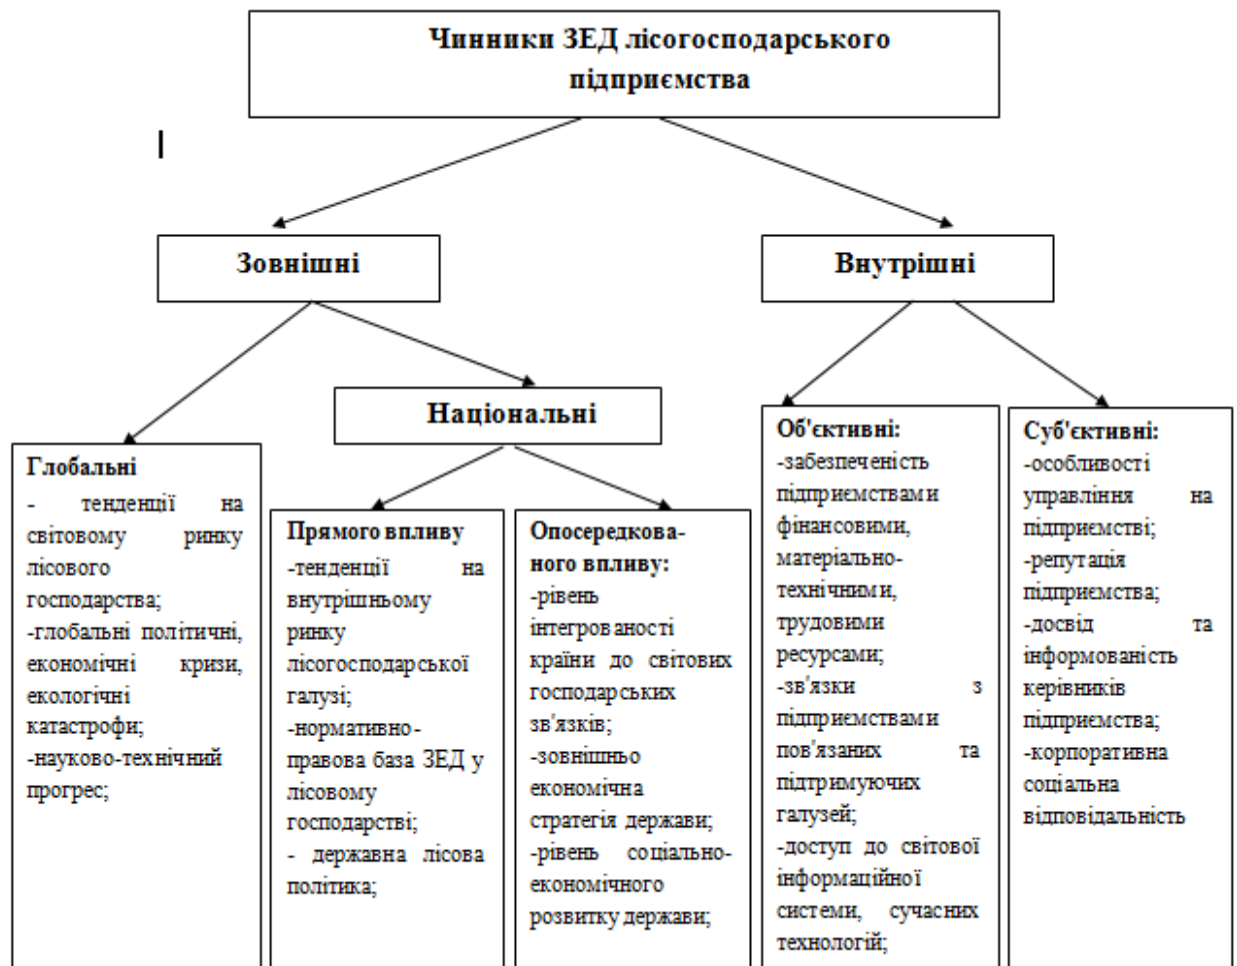 Чинники ЗЕД лісогосподарського
підприємства
Зовнішні
Внутрішні
Національні
Глобальні
- тенденції на
світовому ринку
лісового
господарства;
-глобальні політичні,
економічні кризи,
екологічні
катастрофи;
-науково-технічний
прогрес;
Прямого впливу
-тенденції на
внутрішньому
ринку
лісогосподарської
галузі;
-нормативно-
правова база ЗЕД у
лісовому
господарстві;
- державна лісова
політика;
Опосередкова-
ного впливу:
-рівень
інтегрованості
країни до світових
господарських
зв'язків;
-зовнішньо
економічна
стратегія держави;
-рівень соціально-
економічного
розвитку держави;
Об'єктивні:
-забезпеченість
підприємствами
фінансовими,
матеріально-
технічними,
трудовими
ресурсами;
-зв'язки з
підприємствами
пов'язаних та
підтримуючих
галузей;
-доступ до світової
інформаційної
системи, сучасних
технологій;
Суб'єктивні:
-особливості
управління на
підприємстві;
-репутація
підприємства;
-досвід та
інформованість
керівників
підприємства;
-корпоративна
соціальна
відповідальність